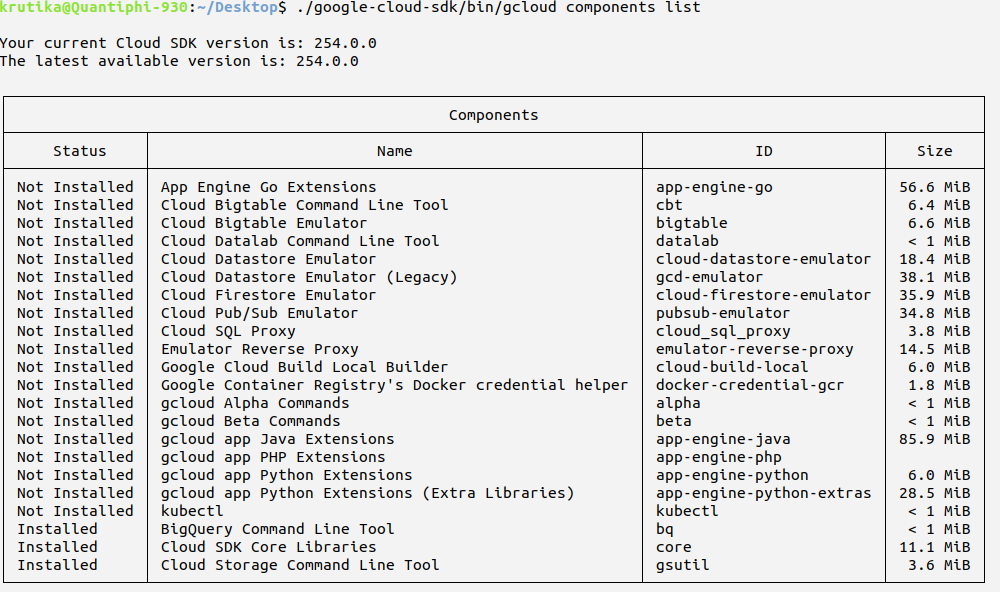 krutika@Quantiphi-930:~/Desktop$ ./google-cloud-sdk/bin/gcloud components list
Your current Cloud SDK version is: 254.0.0
The latest available version is: 254.0.0
Components
Status Name ID Size
Not Installed App Engine Go Extensions app-engine-go 56.6 MiB
Not Installed Cloud Bigtable Command Line Tool cbt 6.4 MiB
Not Installed Cloud Bigtable Emulator bigtable 6.6 MiB
Not Installed Cloud Datalab Command Line Tool datalab < 1 MiB
Not Installed Cloud Datastore Emulator cloud-datastore-emulator 18.4 MiB
Not Installed Cloud Datastore Emulator (Legacy) gcd-emulator 38.1 MiB
Not Installed Cloud Firestore Emulator cloud-firestore-emulator 35.9 MiB
Not Installed Cloud Pub/Sub Emulator pubsub-emulator 34.8 MiB
Not Installed Cloud SQL Proxy cloud_sql_proxy 3.8 MiB
Not Installed Emulator Reverse Proxy emulator-reverse-proxy 14.5 MiB
Not Installed Google Cloud Build Local Builder cloud-build-local 6.0 MiB
Not Installed Google Container Registry's Docker credential helper docker-credential-gcr 1.8 MiB
Not Installed gcloud Alpha Commands alpha < 1 MiB
Not Installed gcloud Beta Commands beta < 1 MiB
Not Installed gcloud app Java Extensions app-engine-java 85.9 MiB
Not Installed gcloud app PHP Extensions app-engine-php
Not Installed gcloud app Python Extensions app-engine-python 6.0 MiB
Not Installed gcloud app Python Extensions (Extra Libraries) app-engine-python-extras 28.5 MiB
Not Installed kubectl kubectl < 1 MiB
Installed BigQuery Command Line Tool bq < 1 MiB
Installed Cloud SDK Core Libraries core 11.1 MiB
Installed Cloud Storage Command Line Tool gsutil 3.6 MiB